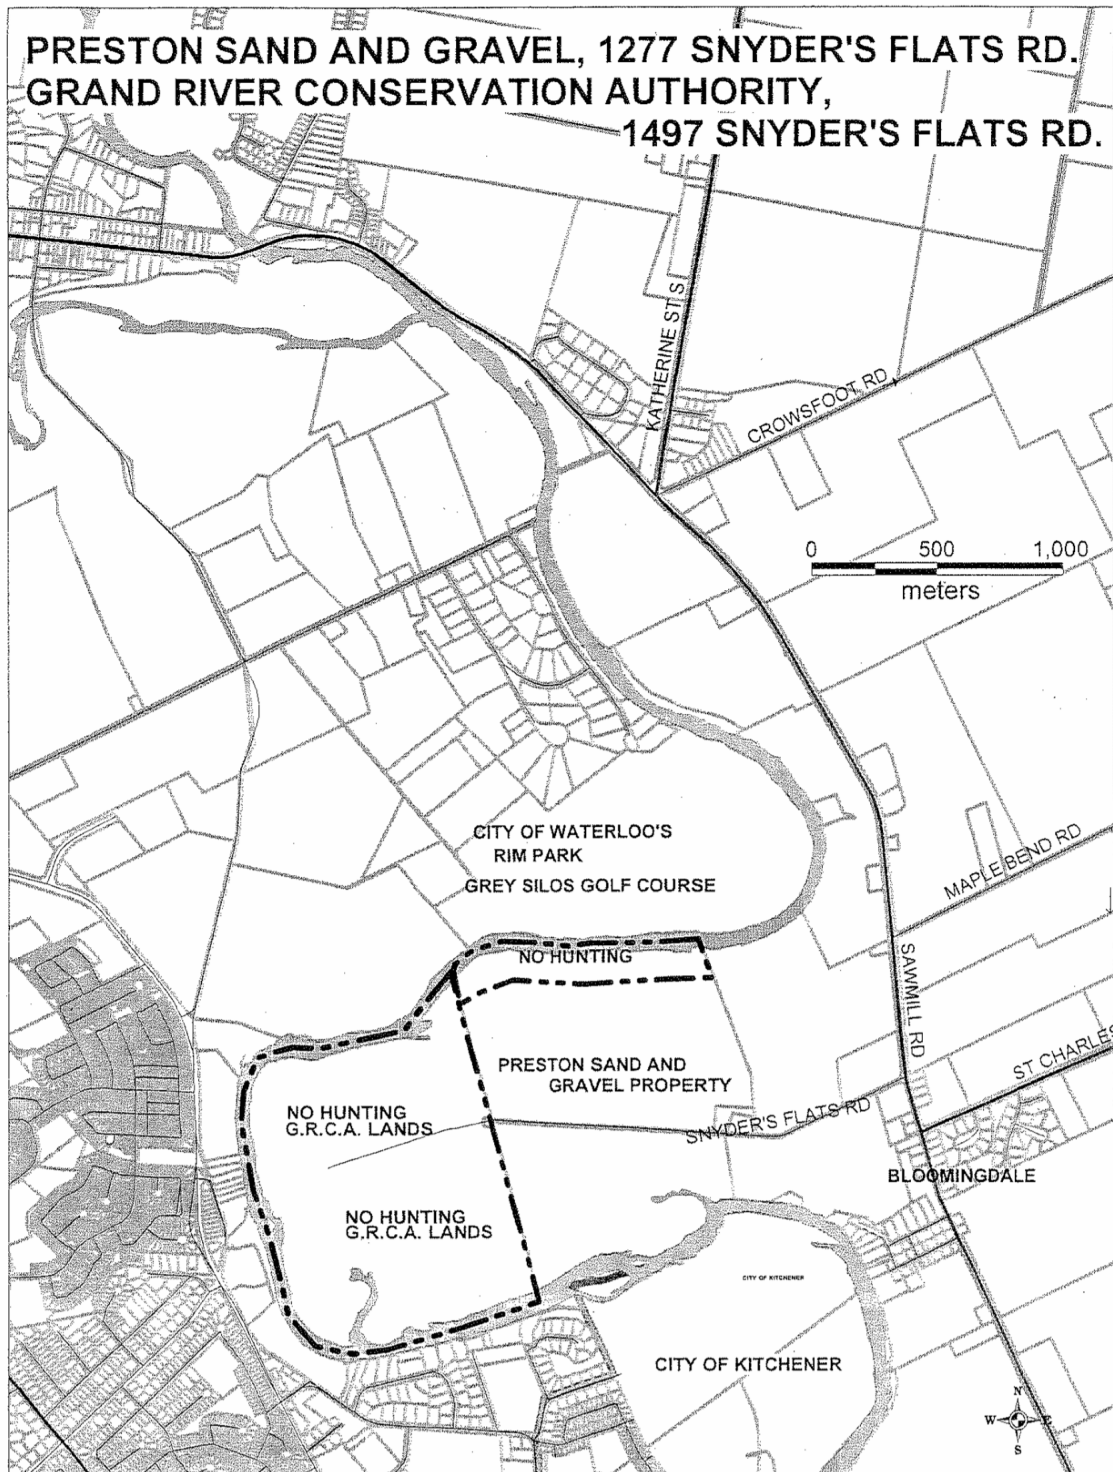 PRESTON SAND AND GRAVEL, 1277 SNYDER'S FLATS RD.
GRAND RIVER CONSERVATION AUTHORITY,
1497 SNYDER'S FLATS RD.
KATHERINE ST S
CROWSFOOT RD
0 500 1,000
meters
CITY OF WATERLOO'S
RIM PARK
GREY SILOS GOLF COURSE
MAPLE BEND RD
NO HUNTING
SAWMILL RD
ST CHARLES
PRESTON SAND AND
GRAVEL PROPERTY
NO HUNTING
G.R.C.A. LANDS
SNYDER'S FLATS RD
BLOOMINGDALE
NO HUNTING
G.R.C.A. LANDS
CITY OF KITCHENER
CITY OF KITCHENER
N
W E
S